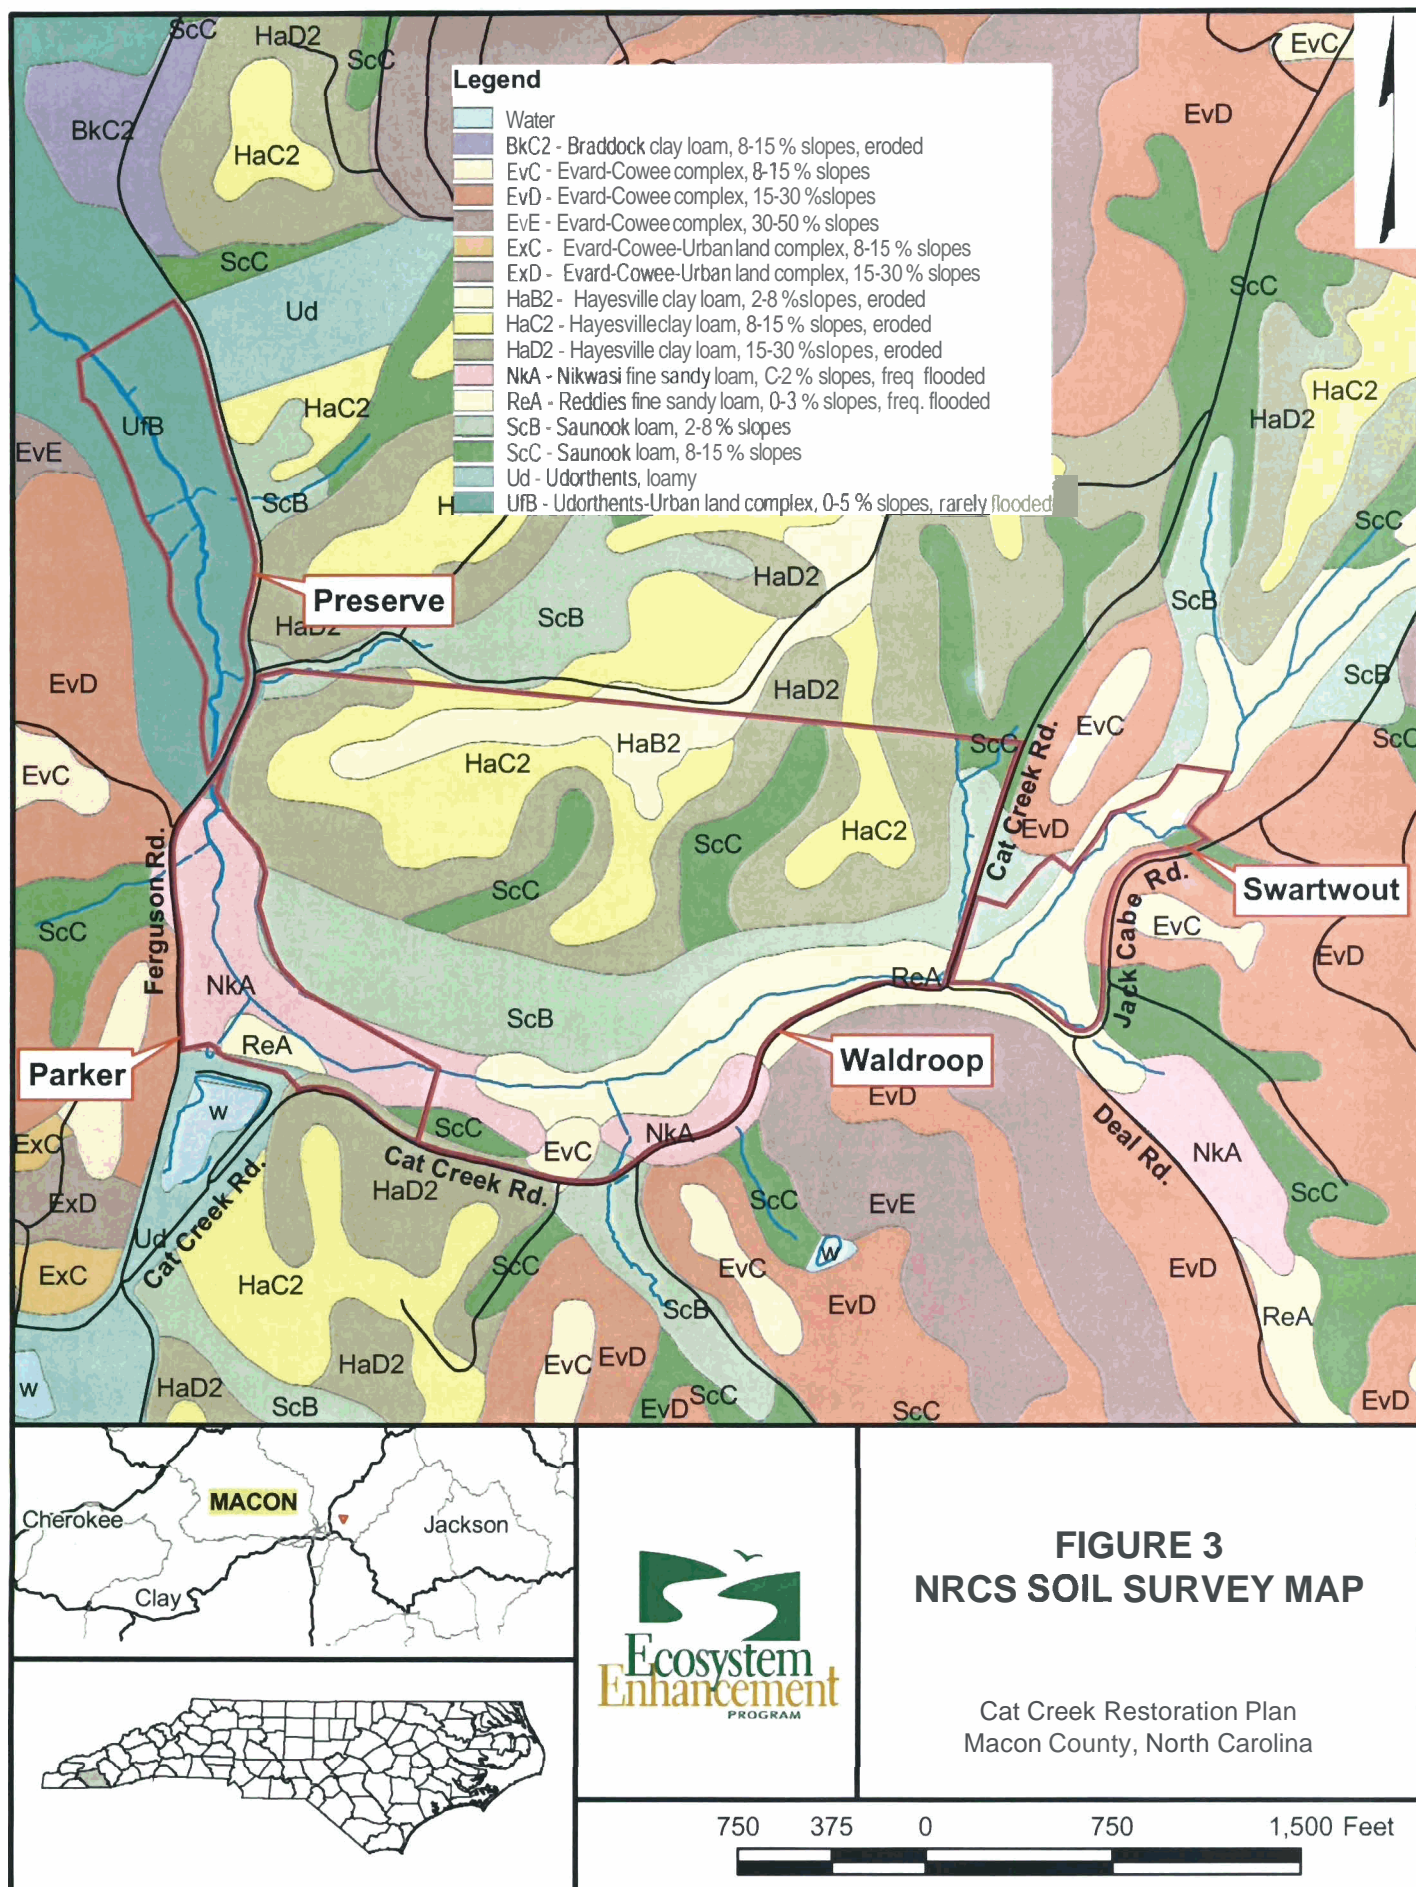 Legend
Water
BkC2 - Braddock clay loam, 8-15 % slopes, eroded
EvC - Evard-Cowee complex, 8-15 % slopes
EvD - Evard-Cowee complex, 15-30 %slopes
EvE - Evard-Cowee complex, 30-50 % slopes
ExC - Evard-Cowee-Urban land complex, 8-15 % slopes
ExD - Evard-Cowee-Urban land complex, 15-30 % slopes
HaB2 - Hayesville clay loam, 2-8 %slopes, eroded
HaC2 - Hayesville clay loam, 8-15 % slopes, eroded
HaD2 - Hayesville clay loam, 15-30 %slopes, eroded
NkA - Nikwasi fine sandy loam, C-2 % slopes, freq flooded
ReA - Reddies fine sandy loam, 0-3 % slopes, freq. flooded
ScB - Saunook loam, 2-8 % slopes
ScC - Saunook loam, 8-15 % slopes
Ud - Udorthents, loamy
UfB - Udorthents-Urban land complex, 0-5 % slopes, rarely flooded
ScC
HaD2
ScC
EvC
BkC2
HaC2
EvD
ScC
Ud
ScC
HaC2
HaC2
HaD2
UfB
EvE
ScB
H
ScC
HaD2
Preserve
HaD2
ScB
ScB
EvD
HaD2
ScB
EvC
HaB2
ScC
ScC
EvC
HaC2
Cat Creek Rd.
EvD
HaC2
ScC
Ferguson Rd.
ScC
Jack Cabe Rd.
Swartwout
ScC
EvC
EvD
NkA
ReA
ScB
ReA
Parker
Waldroop
EvD
w
ScC
NkA
EvC
Deal Rd.
NkA
ExC
Cat Creek Rd.
HaD2
ScC
EvE
ScC
ExD
Ud
Cat Creek Rd.
w
ExC
HaC2
ScC
EvC
EvD
EvD
ScB
ReA
HaD2
EvC
EvD
w
HaD2
ScB
EvD
ScC
ScC
EvD
MACON
Cherokee
Jackson
Clay
Ecosystem
Enhancement
PROGRAM
FIGURE 3
NRCS SOIL SURVEY MAP
Cat Creek Restoration Plan
Macon County, North Carolina
750 375 0 750 1,500 Feet